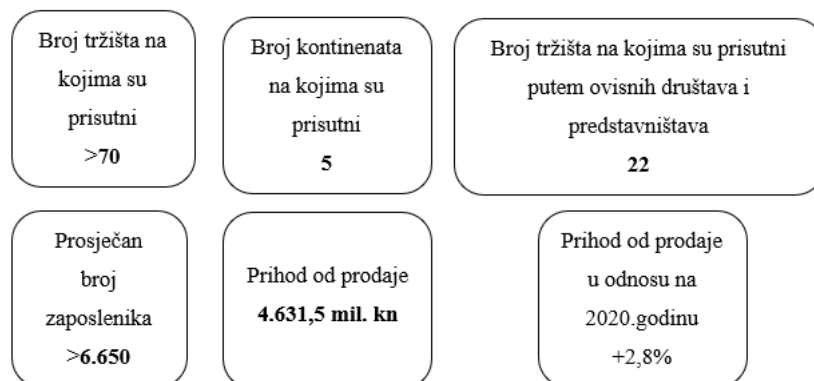 Broj tržišta na
kojima su
prisutni
>70
Broj kontinenata
na kojima su
prisutni
5
Broj tržišta na kojima su prisutni
putem ovisnih društava i
predstavništava
22
Prosječan
broj
zaposlenika
>6.650
Prihod od prodaje
4.631,5 mil. kn
Prihod od prodaje
u odnosu na
2020.godinu
+2,8%